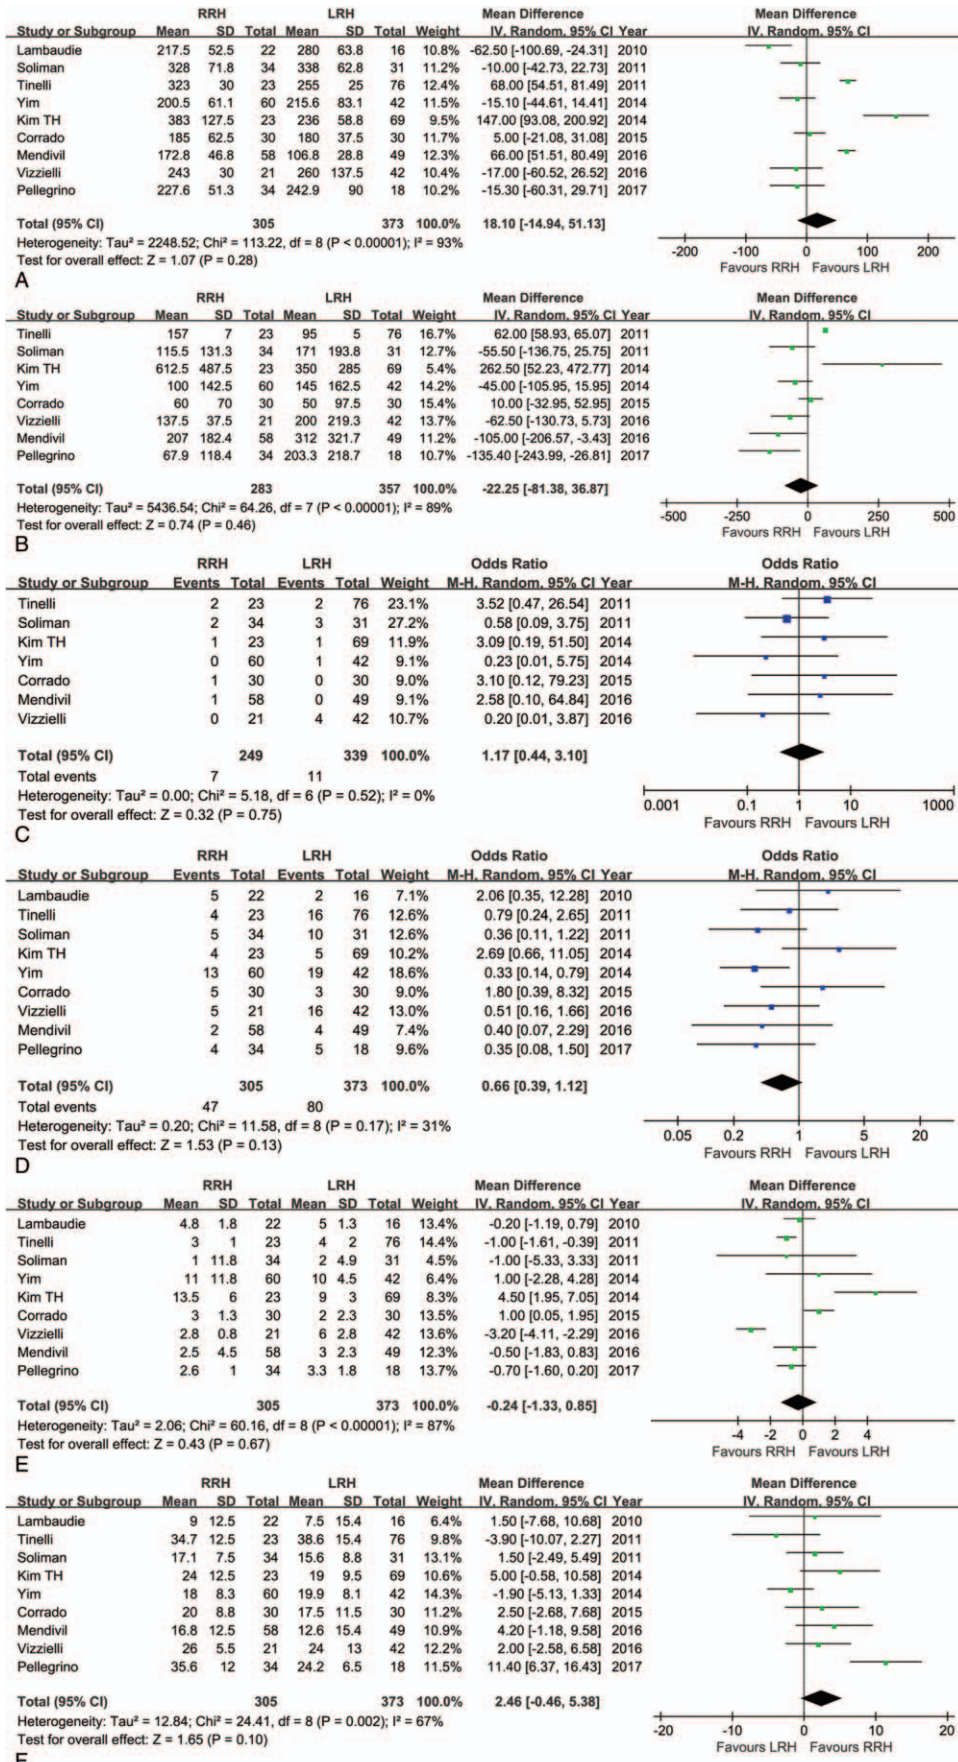 RRH LRH Mean Difference Mean Difference
Study or Subgroup Mean SD Total Mean SD Total Weight IV, Random, 95% CI Year IV, Random, 95% CI
Lambaudie 217.5 52.5 22 280 63.8 16 10.8% -62.50 [-100.69, -24.31] 2010
Soliman 328 71.8 34 338 62.8 31 11.2% -10.00 [-42.73, 22.73] 2011
Tinelli 323 30 23 255 25 76 12.4% 68.00 [54.51, 81.49] 2011
Yim 200.5 61.1 60 215.6 83.1 42 11.5% -15.10 [-44.61, 14.41] 2014
Kim TH 383 127.5 23 236 58.8 69 9.5% 147.00 [93.08, 200.92] 2014
Corrado 185 62.5 30 180 37.5 30 11.7% 5.00 [-21.08, 31.08] 2015
Mendivil 172.8 46.8 58 106.8 28.8 49 12.3% 66.00 [51.51, 80.49] 2016
Vizzielli 243 30 21 260 137.5 42 10.4% -17.00 [-60.52, 26.52] 2016
Pellegrino 227.6 51.3 34 242.9 90 18 10.2% -15.30 [-60.31, 29.71] 2017
Total (95% CI) 305 373 100.0% 18.10 [-14.94, 51.13]
Heterogeneity: Tau² = 2248.52; Chi² = 113.22, df = 8 (P < 0.00001); I² = 93%
Test for overall effect: Z = 1.07 (P = 0.28)
-200 -100 0 100 200
Favours RRH Favours LRH
A
RRH LRH Mean Difference Mean Difference
Study or Subgroup Mean SD Total Mean SD Total Weight IV, Random, 95% CI Year IV, Random, 95% CI
Tinelli 157 7 23 95 5 76 16.7% 62.00 [58.93, 65.07] 2011
Soliman 115.5 131.3 34 171 193.8 31 12.7% -55.50 [-136.75, 25.75] 2011
Kim TH 612.5 487.5 23 350 285 69 5.4% 262.50 [52.23, 472.77] 2014
Yim 100 142.5 60 145 162.5 42 14.2% -45.00 [-105.95, 15.95] 2014
Corrado 60 70 30 50 97.5 30 15.4% 10.00 [-32.95, 52.95] 2015
Vizzielli 137.5 37.5 21 200 219.3 42 13.7% -62.50 [-130.73, 5.73] 2016
Mendivil 207 182.4 58 312 321.7 49 11.2% -105.00 [-206.57, -3.43] 2016
Pellegrino 67.9 118.4 34 203.3 218.7 18 10.7% -135.40 [-243.99, -26.81] 2017
Total (95% CI) 283 357 100.0% -22.25 [-81.38, 36.87]
Heterogeneity: Tau² = 5436.54; Chi² = 64.26, df = 7 (P < 0.00001); I² = 89%
Test for overall effect: Z = 0.74 (P = 0.46)
-500 -250 0 250 500
Favours RRH Favours LRH
B
RRH LRH Odds Ratio Odds Ratio
Study or Subgroup Events Total Events Total Weight M-H, Random, 95% CI Year M-H, Random, 95% CI
Tinelli 2 23 2 76 23.1% 3.52 [0.47, 26.54] 2011
Soliman 2 34 3 31 27.2% 0.58 [0.09, 3.75] 2011
Kim TH 1 23 1 69 11.9% 3.09 [0.19, 51.50] 2014
Yim 0 60 1 42 9.1% 0.23 [0.01, 5.75] 2014
Corrado 1 30 0 30 9.0% 3.10 [0.12, 79.23] 2015
Mendivil 1 58 0 49 9.1% 2.58 [0.10, 64.84] 2016
Vizzielli 0 21 4 42 10.7% 0.20 [0.01, 3.87] 2016
Total (95% CI) 249 339 100.0% 1.17 [0.44, 3.10]
Total events 7 11
Heterogeneity: Tau² = 0.00; Chi² = 5.18, df = 6 (P = 0.52); I² = 0%
Test for overall effect: Z = 0.32 (P = 0.75)
0.001 0.1 1 10 1000
Favours RRH Favours LRH
C
RRH LRH Odds Ratio Odds Ratio
Study or Subgroup Events Total Events Total Weight M-H, Random, 95% CI Year M-H, Random, 95% CI
Lambaudie 5 22 2 16 7.1% 2.06 [0.35, 12.28] 2010
Tinelli 4 23 16 76 12.6% 0.79 [0.24, 2.65] 2011
Soliman 5 34 10 31 12.6% 0.36 [0.11, 1.22] 2011
Kim TH 4 23 5 69 10.2% 2.69 [0.66, 11.05] 2014
Yim 13 60 19 42 18.6% 0.33 [0.14, 0.79] 2014
Corrado 5 30 3 30 9.0% 1.80 [0.39, 8.32] 2015
Vizzielli 5 21 16 42 13.0% 0.51 [0.16, 1.66] 2016
Mendivil 2 58 4 49 7.4% 0.40 [0.07, 2.29] 2016
Pellegrino 4 34 5 18 9.6% 0.35 [0.08, 1.50] 2017
Total (95% CI) 305 373 100.0% 0.66 [0.39, 1.12]
Total events 47 80
Heterogeneity: Tau² = 0.20; Chi² = 11.58, df = 8 (P = 0.17); I² = 31%
Test for overall effect: Z = 1.53 (P = 0.13)
0.05 0.2 1 5 20
Favours RRH Favours LRH
D
RRH LRH Mean Difference Mean Difference
Study or Subgroup Mean SD Total Mean SD Total Weight IV, Random, 95% CI Year IV, Random, 95% CI
Lambaudie 4.8 1.8 22 5 1.3 16 13.4% -0.20 [-1.19, 0.79] 2010
Tinelli 3 1 23 4 2 76 14.4% -1.00 [-1.61, -0.39] 2011
Soliman 1 11.8 34 2 4.9 31 4.5% -1.00 [-5.33, 3.33] 2011
Yim 11 11.8 60 10 4.5 42 6.4% 1.00 [-2.28, 4.28] 2014
Kim TH 13.5 6 23 9 3 69 8.3% 4.50 [1.95, 7.05] 2014
Corrado 3 1.3 30 2 2.3 30 13.5% 1.00 [0.05, 1.95] 2015
Vizzielli 2.8 0.8 21 6 2.8 42 13.6% -3.20 [-4.11, -2.29] 2016
Mendivil 2.5 4.5 58 3 2.3 49 12.3% -0.50 [-1.83, 0.83] 2016
Pellegrino 2.6 1 34 3.3 1.8 18 13.7% -0.70 [-1.60, 0.20] 2017
Total (95% CI) 305 373 100.0% -0.24 [-1.33, 0.85]
Heterogeneity: Tau² = 2.06; Chi² = 60.16, df = 8 (P < 0.00001); I² = 87%
Test for overall effect: Z = 0.43 (P = 0.67)
-4 -2 0 2 4
Favours RRH Favours LRH
E
RRH LRH Mean Difference Mean Difference
Study or Subgroup Mean SD Total Mean SD Total Weight IV, Random, 95% CI Year IV, Random, 95% CI
Lambaudie 9 12.5 22 7.5 15.4 16 6.4% 1.50 [-7.68, 10.68] 2010
Tinelli 34.7 12.5 23 38.6 15.4 76 9.8% -3.90 [-10.07, 2.27] 2011
Soliman 17.1 7.5 34 15.6 8.8 31 13.1% 1.50 [-2.49, 5.49] 2011
Kim TH 24 12.5 23 19 9.5 69 10.6% 5.00 [-0.58, 10.58] 2014
Yim 18 8.3 60 19.9 8.1 42 14.3% -1.90 [-5.13, 1.33] 2014
Corrado 20 8.8 30 17.5 11.5 30 11.2% 2.50 [-2.68, 7.68] 2015
Mendivil 16.8 12.5 58 12.6 15.4 49 10.9% 4.20 [-1.18, 9.58] 2016
Vizzielli 26 5.5 21 24 13 42 12.2% 2.00 [-2.58, 6.58] 2016
Pellegrino 35.6 12 34 24.2 6.5 18 11.5% 11.40 [6.37, 16.43] 2017
Total (95% CI) 305 373 100.0% 2.46 [-0.46, 5.38]
Heterogeneity: Tau² = 12.84; Chi² = 24.41, df = 8 (P = 0.002); I² = 67%
Test for overall effect: Z = 1.65 (P = 0.10)
-20 -10 0 10 20
Favours LRH Favours RRH